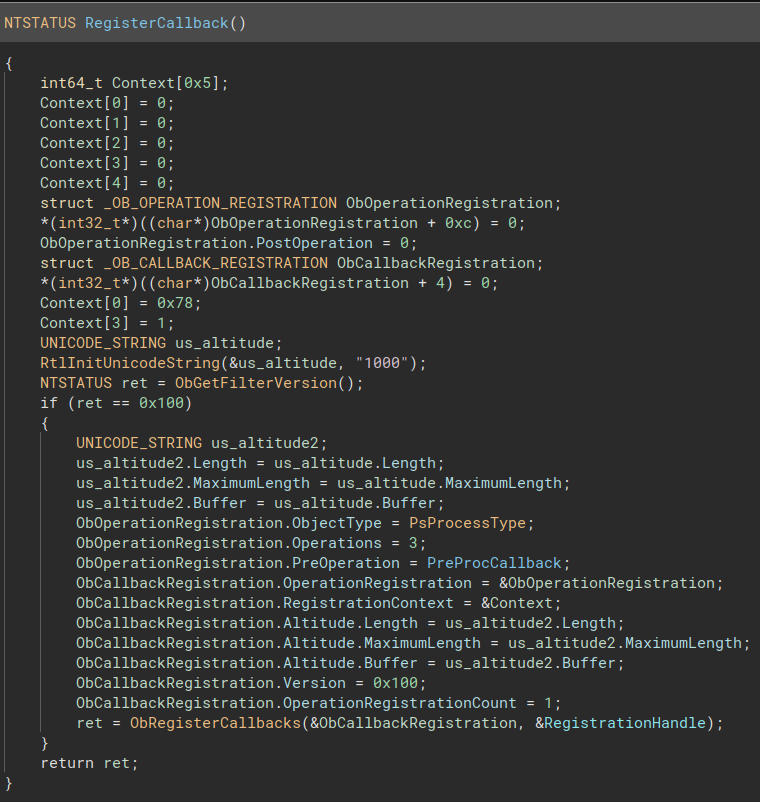 NTSTATUS RegisterCallback()
{
int64_t Context[0x5];
Context[0] = 0;
Context[1] = 0;
Context[2] = 0;
Context[3] = 0;
Context[4] = 0;
struct _OB_OPERATION_REGISTRATION ObOperationRegistration;
*(int32_t*)((char*)ObOperationRegistration + 0xc) = 0;
ObOperationRegistration.PostOperation = 0;
struct _OB_CALLBACK_REGISTRATION ObCallbackRegistration;
*(int32_t*)((char*)ObCallbackRegistration + 4) = 0;
Context[0] = 0x78;
Context[3] = 1;
UNICODE_STRING us_altitude;
RtlInitUnicodeString(&us_altitude, "1000");
NTSTATUS ret = ObGetFilterVersion();
if (ret == 0x100)
{
UNICODE_STRING us_altitude2;
us_altitude2.Length = us_altitude.Length;
us_altitude2.MaximumLength = us_altitude.MaximumLength;
us_altitude2.Buffer = us_altitude.Buffer;
ObOperationRegistration.ObjectType = PsProcessType;
ObOperationRegistration.Operations = 3;
ObOperationRegistration.PreOperation = PreProcCallback;
ObCallbackRegistration.OperationRegistration = &ObOperationRegistration;
ObCallbackRegistration.RegistrationContext = &Context;
ObCallbackRegistration.Altitude.Length = us_altitude2.Length;
ObCallbackRegistration.Altitude.MaximumLength = us_altitude2.MaximumLength;
ObCallbackRegistration.Altitude.Buffer = us_altitude2.Buffer;
ObCallbackRegistration.Version = 0x100;
ObCallbackRegistration.OperationRegistrationCount = 1;
ret = ObRegisterCallbacks(&ObCallbackRegistration, &RegistrationHandle);
}
return ret;
}